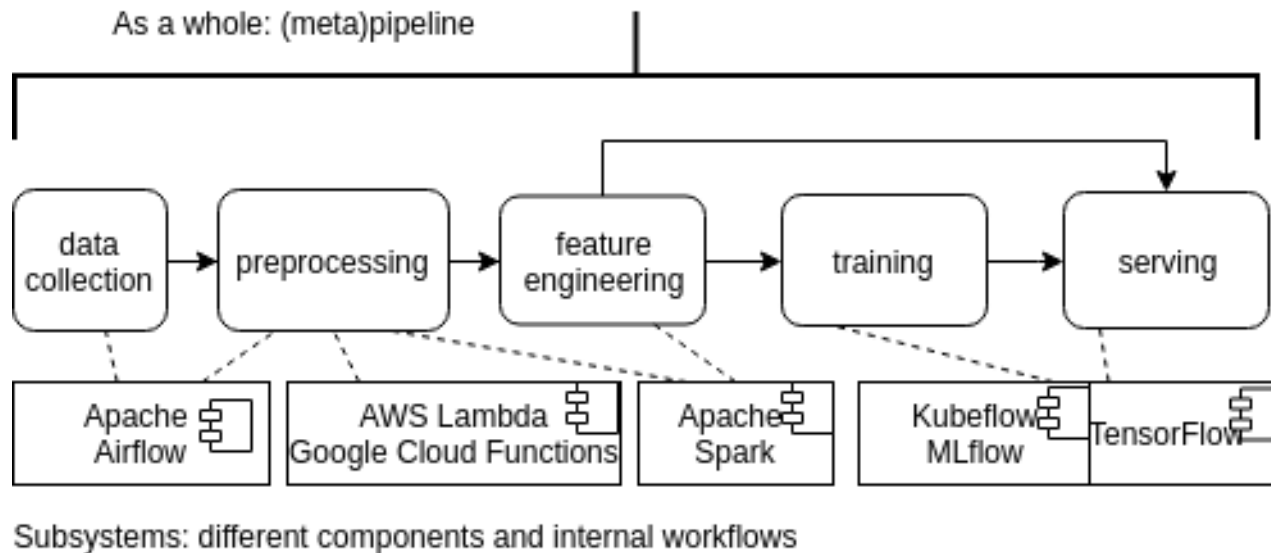 As a whole: (meta)pipeline
data
collection
preprocessing
feature
engineering
training
serving
Apache
Airflow
AWS Lambda
Google Cloud Functions
Apache
Spark
Kubeflow
MLflow
TensorFlow
Subsystems: different components and internal workflows